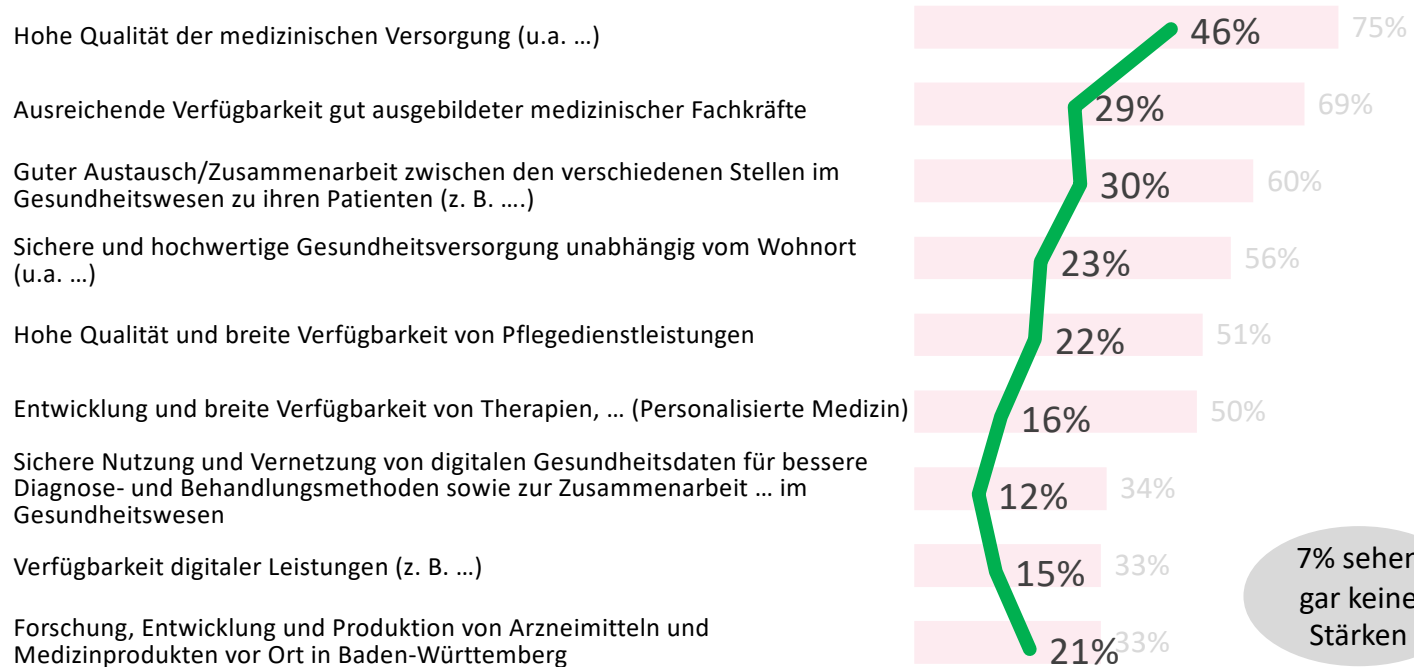 Hohe Qualität der medizinischen Versorgung (u.a. …)
46%
75%
Ausreichende Verfügbarkeit gut ausgebildeter medizinischer Fachkräfte
29%
69%
Guter Austausch/Zusammenarbeit zwischen den verschiedenen Stellen im
Gesundheitswesen zu ihren Patienten (z. B. ….)
30%
60%
Sichere und hochwertige Gesundheitsversorgung unabhängig vom Wohnort
(u.a. …)
23%
56%
Hohe Qualität und breite Verfügbarkeit von Pflegedienstleistungen
22%
51%
Entwicklung und breite Verfügbarkeit von Therapien, … (Personalisierte Medizin)
16%
50%
Sichere Nutzung und Vernetzung von digitalen Gesundheitsdaten für bessere
Diagnose- und Behandlungsmethoden sowie zur Zusammenarbeit … im
Gesundheitswesen
12%
34%
Verfügbarkeit digitaler Leistungen (z. B. …)
15%
33%
Forschung, Entwicklung und Produktion von Arzneimitteln und
Medizinprodukten vor Ort in Baden-Württemberg
21%
33%
7% sehen
gar keine
Stärken